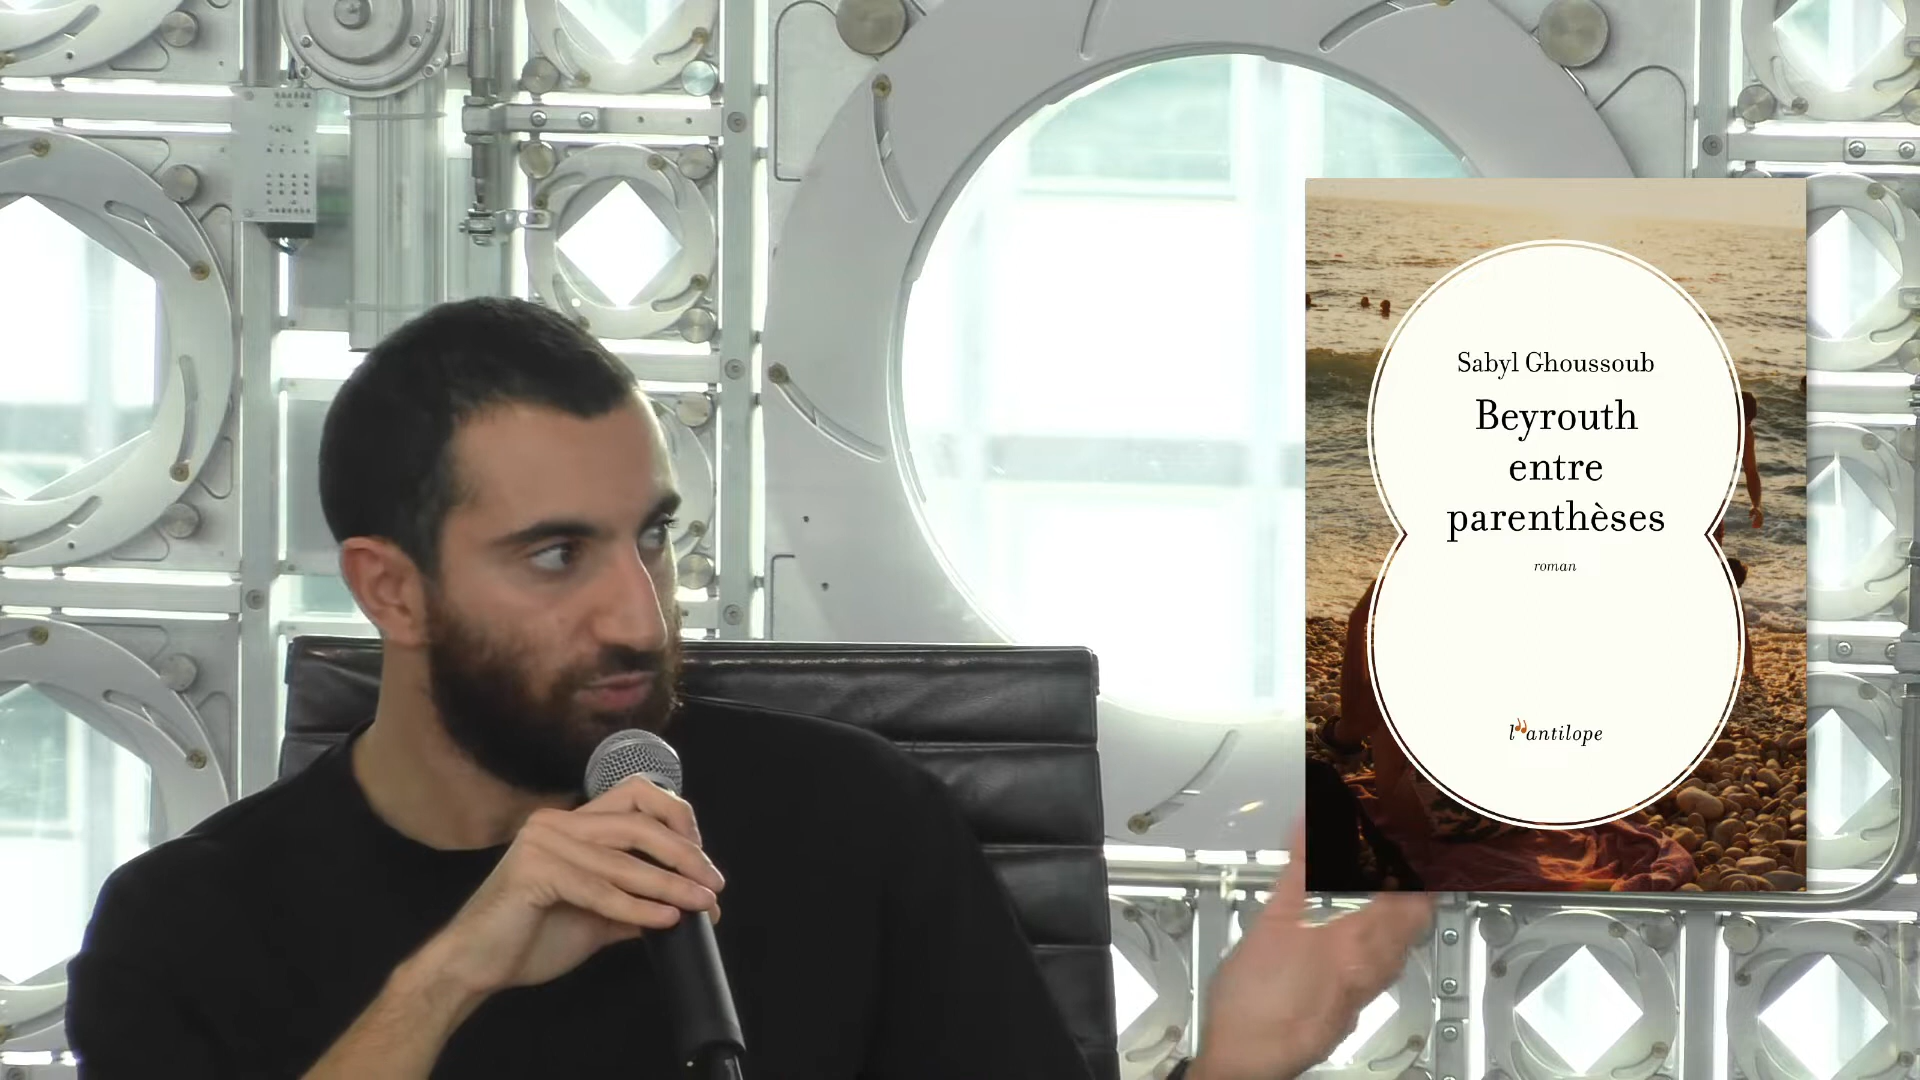 Sabyl Ghoussoub
Beyrouth
entre
parenthèses
roman
l'antilope